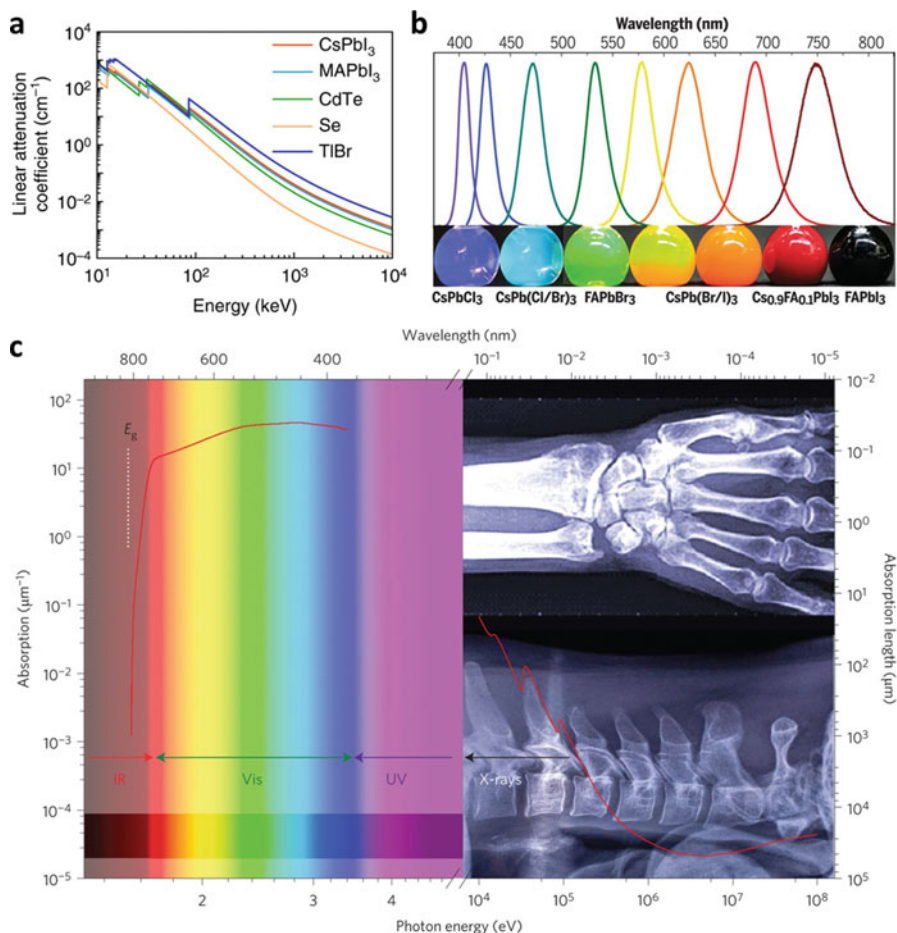 a
Linear attenuation
coefficient (cm⁻¹)
10⁴
10²
10⁰
10⁻²
10⁻⁴
CsPbI₃
MAPbI₃
CdTe
Se
TlBr
10¹ 10² 10³ 10⁴
Energy (keV)
b
Wavelength (nm)
400 450 500 550 600 650 700 750 800
CsPbCl₃ CsPb(Cl/Br)₃ FAPbBr₃ CsPb(Br/I)₃ Cs₀.₉FA₀.₁PbI₃ FAPbI₃
c
Wavelength (nm)
800 600 400 10⁻¹ 10⁻² 10⁻³ 10⁻⁴ 10⁻⁵
Absorption (μm⁻¹)
10²
10¹
10⁰
10⁻¹
10⁻²
10⁻³
10⁻⁴
10⁻⁵
E_g
IR Vis UV X-rays
10⁻²
10⁻¹
10⁰
10¹
10²
10³
10⁴
10⁵
Absorption length (μm)
2 3 4 10⁴ 10⁵ 10⁶ 10⁷ 10⁸
Photon energy (eV)